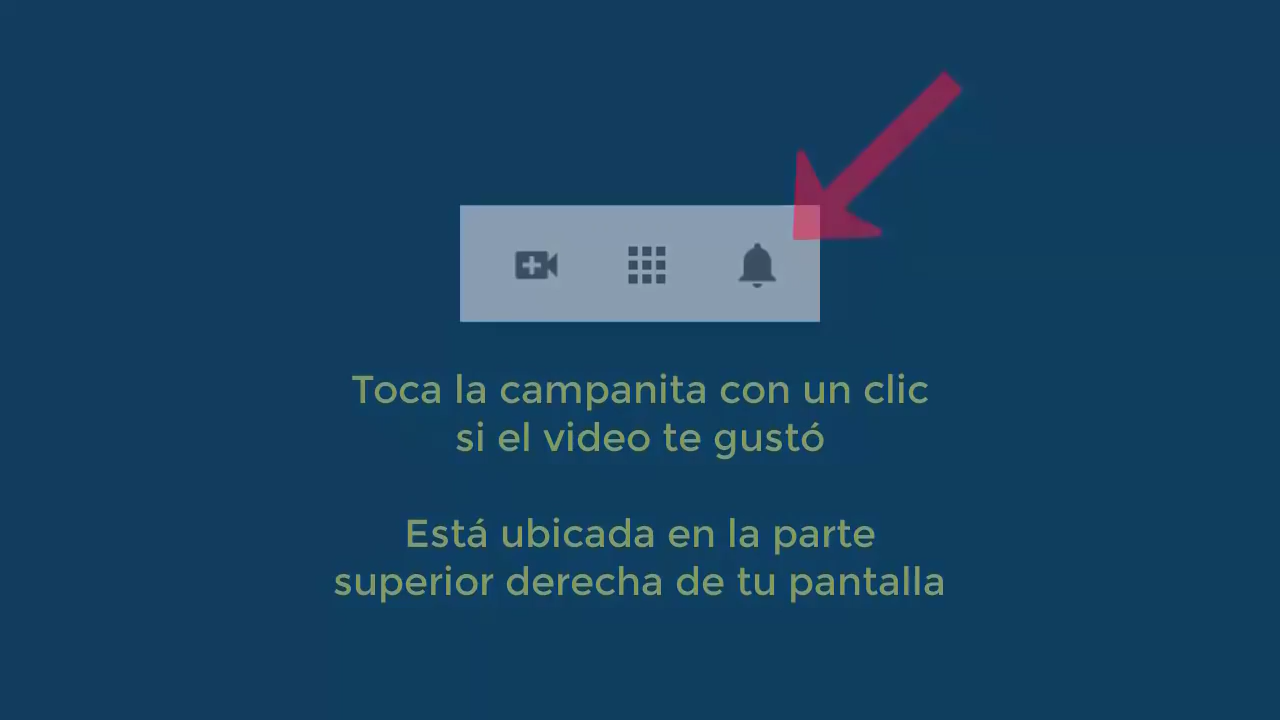 Toca la campanita con un clic
si el video te gustó
Está ubicada en la parte
superior derecha de tu pantalla